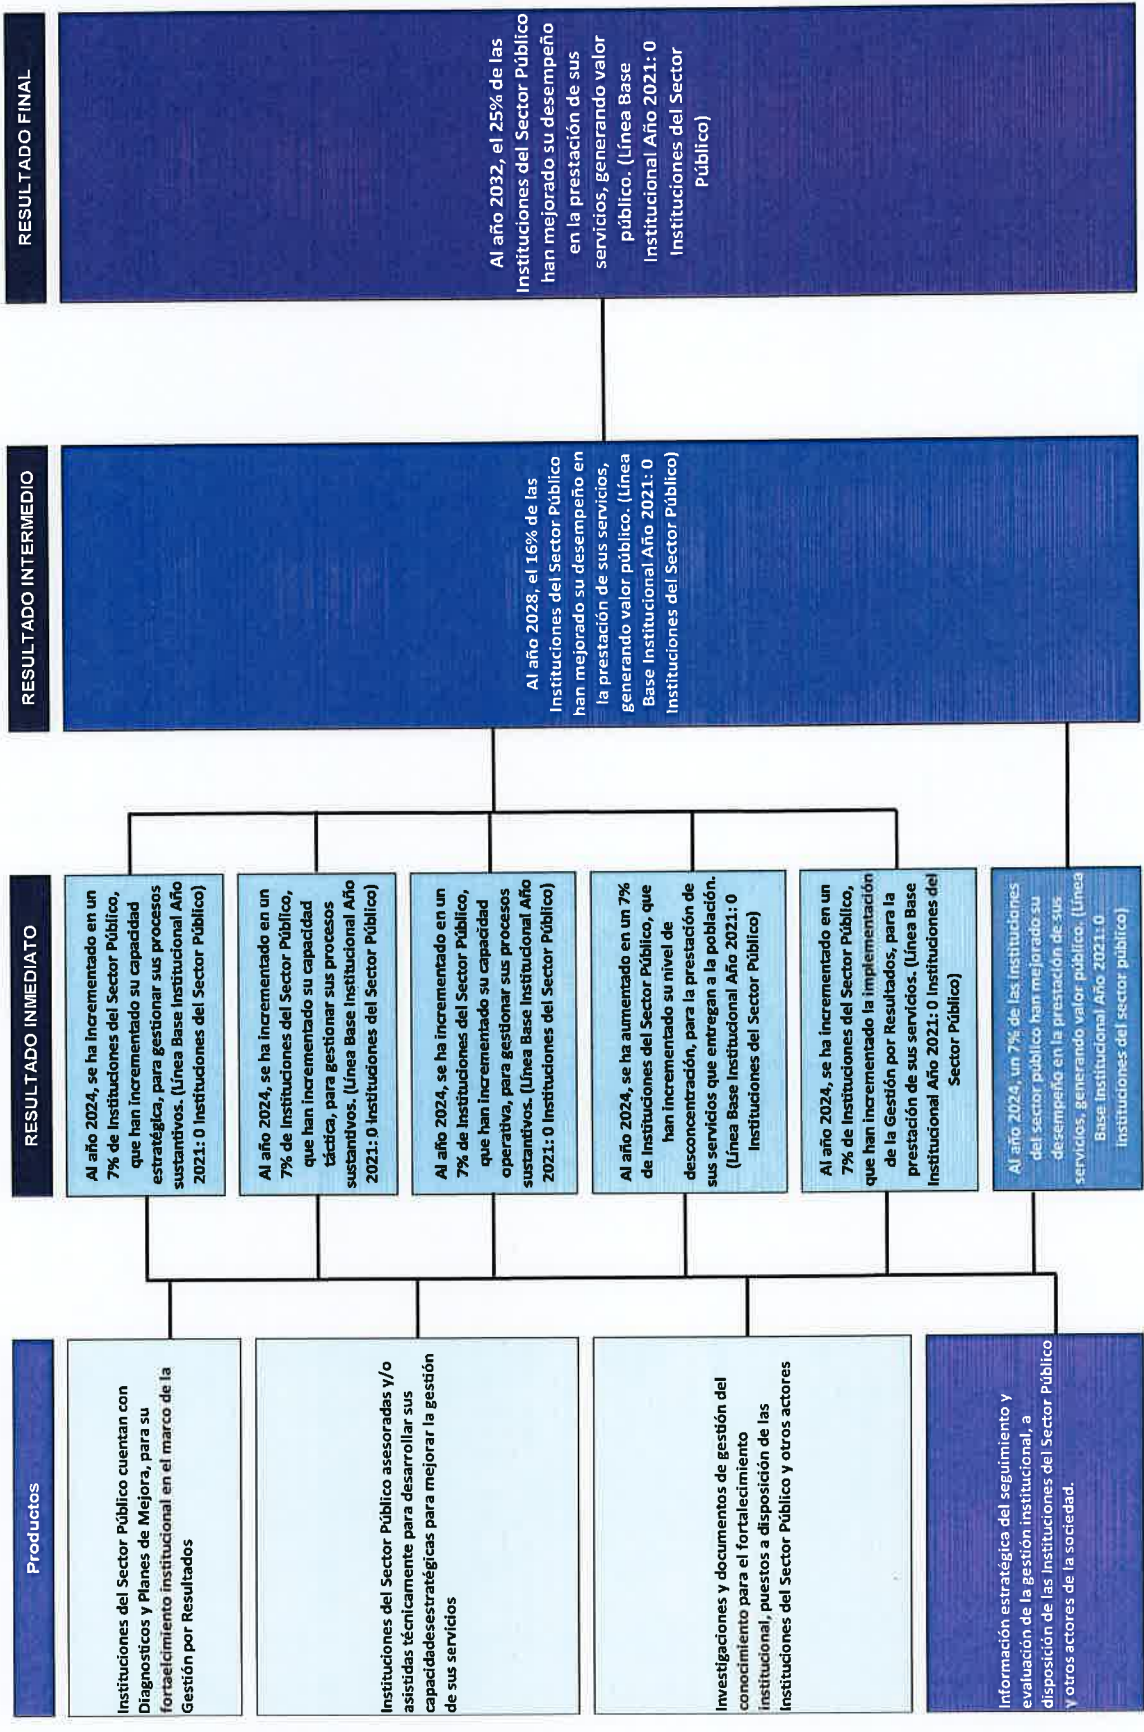 Productos
Instituciones del Sector Público cuentan con
Diagnosticos y Planes de Mejora, para su
fortaelcimiento institucional en el marco de la
Gestión por Resultados
Instituciones del Sector Público asesoradas y/o
asistidas técnicamente para desarrollar sus
capacidadesestratégicas para mejorar la gestión
de sus servicios
Investigaciones y documentos de gestión del
conocimiento para el fortalecimiento
institucional, puestos a disposición de las
Instituciones del Sector Público y otros actores
Información estratégica del seguimiento y
evaluación de la gestión institucional, a
disposición de las Instituciones del Sector Público
y otros actores de la sociedad.
RESULTADO INMEDIATO
Al año 2024, se ha incrementado en un
7% de Instituciones del Sector Público,
que han incrementado su capacidad
estratégica, para gestionar sus procesos
sustantivos. (Línea Base Institucional Año
2021: 0 Instituciones del Sector Público)
Al año 2024, se ha incrementado en un
7% de Instituciones del Sector Público,
que han incrementado su capacidad
táctica, para gestionar sus procesos
sustantivos. (Línea Base Institucional Año
2021: 0 Instituciones del Sector Público)
Al año 2024, se ha incrementado en un
7% de Instituciones del Sector Público,
que han incrementado su capacidad
operativa, para gestionar sus procesos
sustantivos. (Línea Base Institucional Año
2021: 0 Instituciones del Sector Público)
Al año 2024, se ha aumentado en un 7%
de Instituciones del Sector Público, que
han incrementado su nivel de
desconcentración, para la prestación de
sus servicios que entregan a la población.
(Línea Base Institucional Año 2021: 0
Instituciones del Sector Público)
Al año 2024, se ha incrementado en un
7% de Instituciones del Sector Público,
que han incrementado la implementación
de la Gestión por Resultados, para la
prestación de sus servicios. (Línea Base
Institucional Año 2021: 0 Instituciones del
Sector Público)
Al año 2024, un 7% de las instituciones
del sector público han mejorado su
desempeño en la prestación de sus
servicios, generando valor público. (Línea
Base Institucional Año 2021: 0
instituciones del sector público)
RESULTADO INTERMEDIO
Al año 2028, el 16% de las
Instituciones del Sector Público
han mejorado su desempeño en
la prestación de sus servicios,
generando valor público. (Línea
Base Institucional Año 2021: 0
Instituciones del Sector Público)
RESULTADO FINAL
Al año 2032, el 25% de las
Instituciones del Sector Público
han mejorado su desempeño
en la prestación de sus
servicios, generando valor
público. (Línea Base
Institucional Año 2021: 0
Instituciones del Sector
Público)